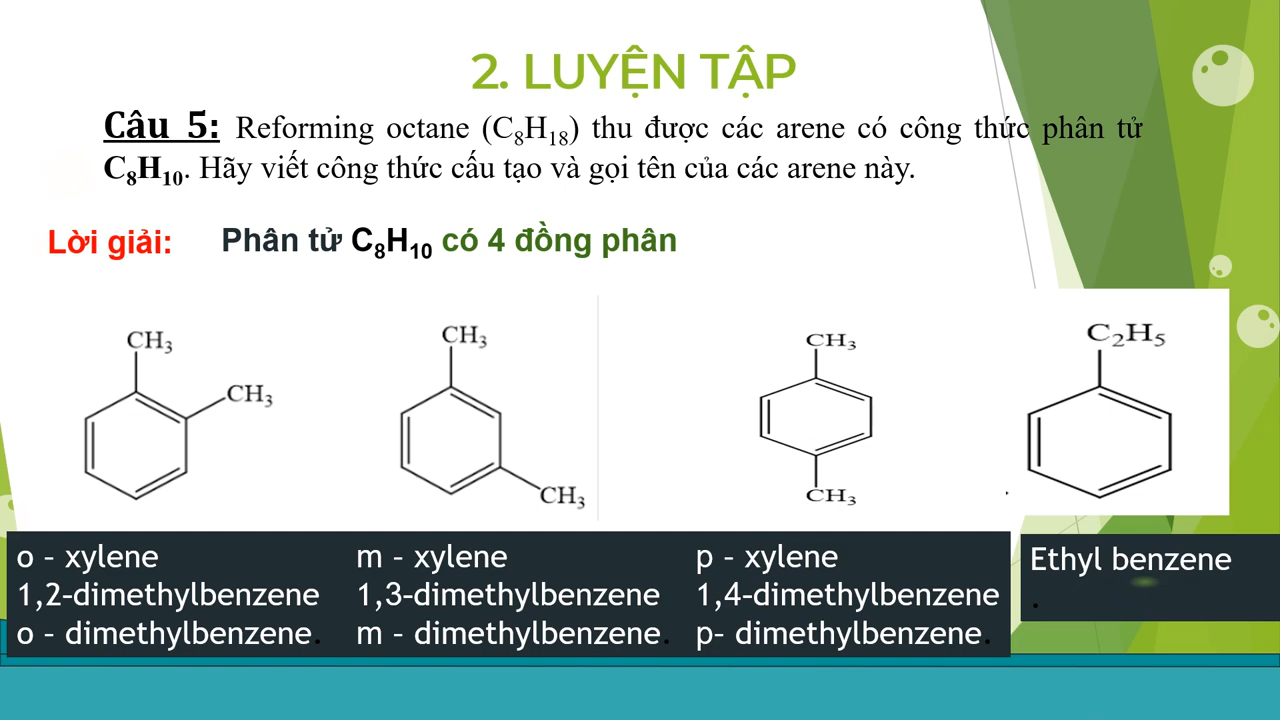 2. LUYỆN TẬP
Câu 5: Reforming octane (C₈H₁₈) thu được các arene có công thức phân tử
C₈H₁₀. Hãy viết công thức cấu tạo và gọi tên của các arene này.
Lời giải: Phân tử C₈H₁₀ có 4 đồng phân
CH₃
CH₃
CH₃
CH₃
CH₃
CH₃
C₂H₅
o – xylene
1,2-dimethylbenzene
o – dimethylbenzene.
m – xylene
1,3-dimethylbenzene
m – dimethylbenzene.
p – xylene
1,4-dimethylbenzene
p– dimethylbenzene.
Ethyl benzene
.